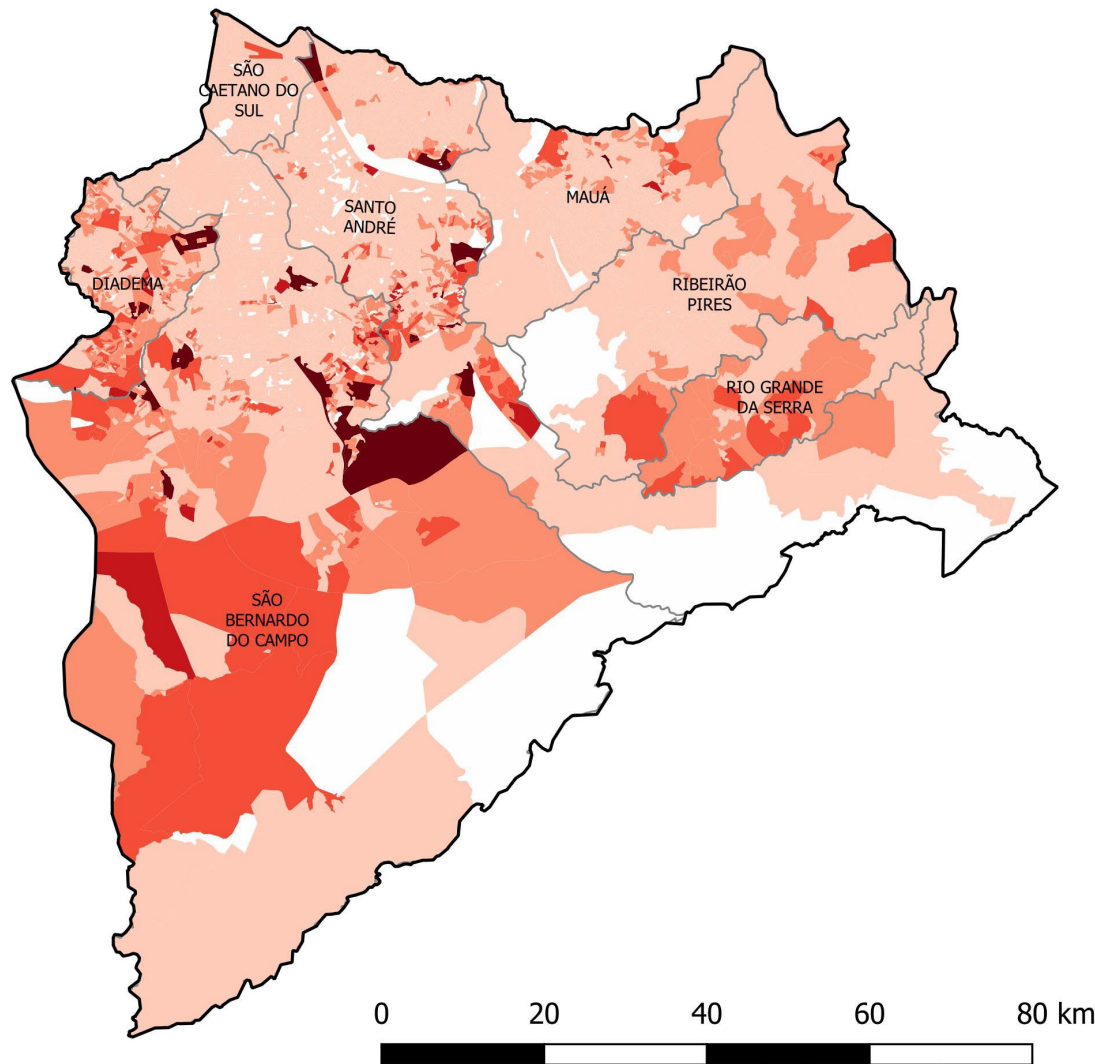 SÃO
CAETANO DO
SUL
SANTO
ANDRÉ
MAUÁ
DIADEMA
RIBEIRÃO
PIRES
RIO GRANDE
DA SERRA
SÃO
BERNARDO
DO CAMPO
0 20 40 60 80 km